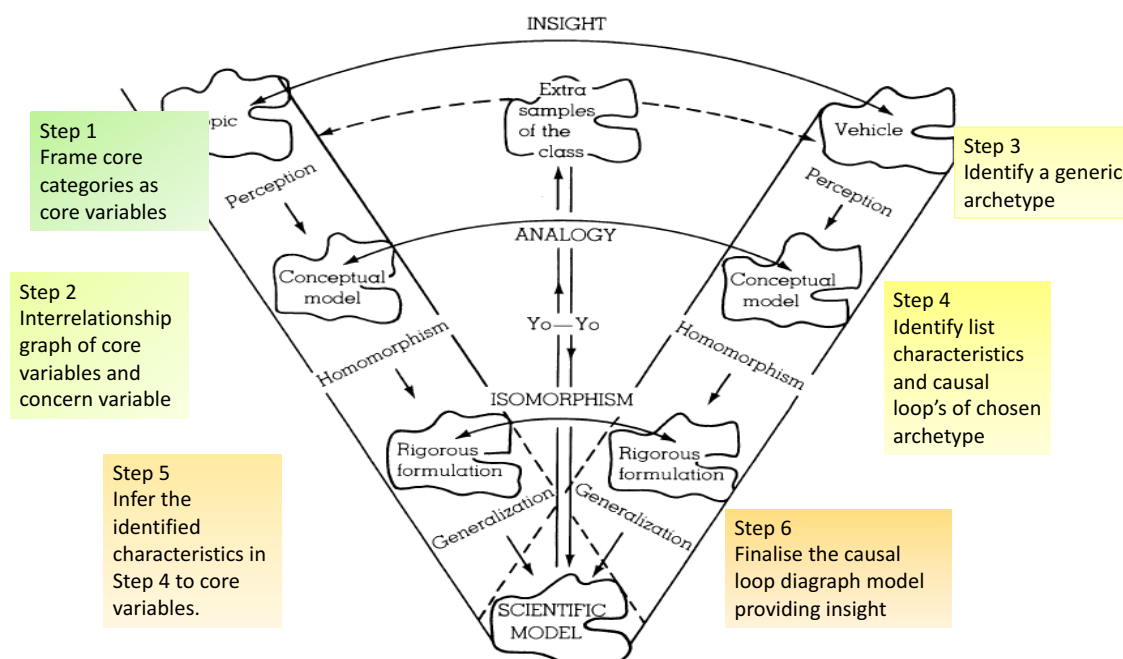 INSIGHT
Extra
samples
of the
class
opic
Vehicle
Step 1
Frame core
categories as
core variables
Step 3
Identify a generic
archetype
Perception
Perception
ANALOGY
Conceptual
model
Conceptual
model
Step 2
Interrelationship
graph of core
variables and
concern variable
Step 4
Identify list
characteristics
and causal
loop's of chosen
archetype
Yo—Yo
Homomorphism
Homomorphism
ISOMORPHISM
Rigorous
formulation
Rigorous
formulation
Step 5
Infer the
identified
characteristics in
Step 4 to core
variables.
Generalization
Generalization
Step 6
Finalise the causal
loop diagraph model
providing insight
SCIENTIFIC
MODEL